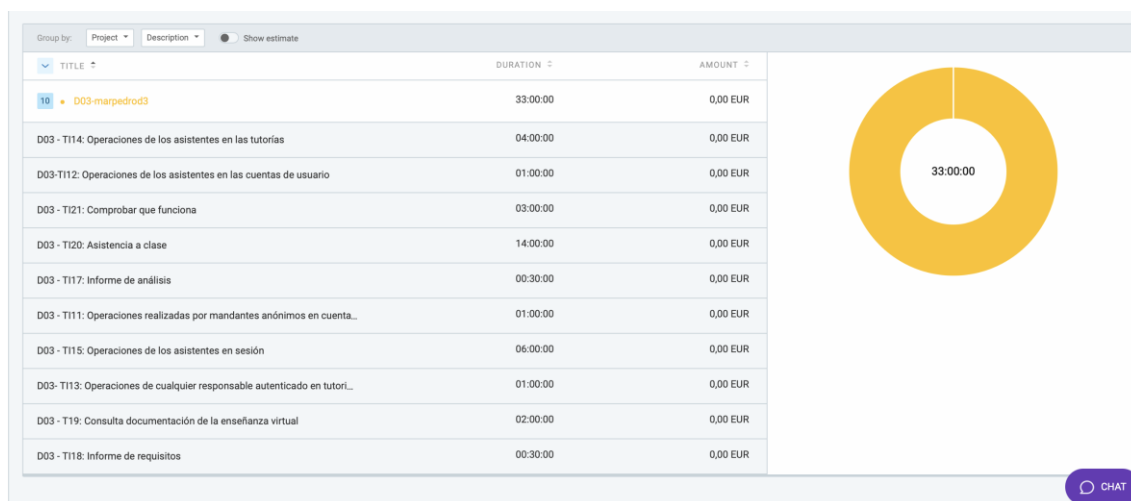 Group by: Project Description Show estimate
TITLE DURATION AMOUNT
10 D03-marpedrod3 33:00:00 0,00 EUR
D03 - TI14: Operaciones de los asistentes en las tutorías 04:00:00 0,00 EUR
D03-TI12: Operaciones de los asistentes en las cuentas de usuario 01:00:00 0,00 EUR
33:00:00
D03 - TI21: Comprobar que funciona 03:00:00 0,00 EUR
D03 - TI20: Asistencia a clase 14:00:00 0,00 EUR
D03 - TI17: Informe de análisis 00:30:00 0,00 EUR
D03 - TI11: Operaciones realizadas por mandantes anónimos en cuenta... 01:00:00 0,00 EUR
D03 - TI15: Operaciones de los asistentes en sesión 06:00:00 0,00 EUR
D03- TI13: Operaciones de cualquier responsable autenticado en tutori... 01:00:00 0,00 EUR
D03 - T19: Consulta documentación de la enseñanza virtual 02:00:00 0,00 EUR
D03 - TI18: Informe de requisitos 00:30:00 0,00 EUR
CHAT